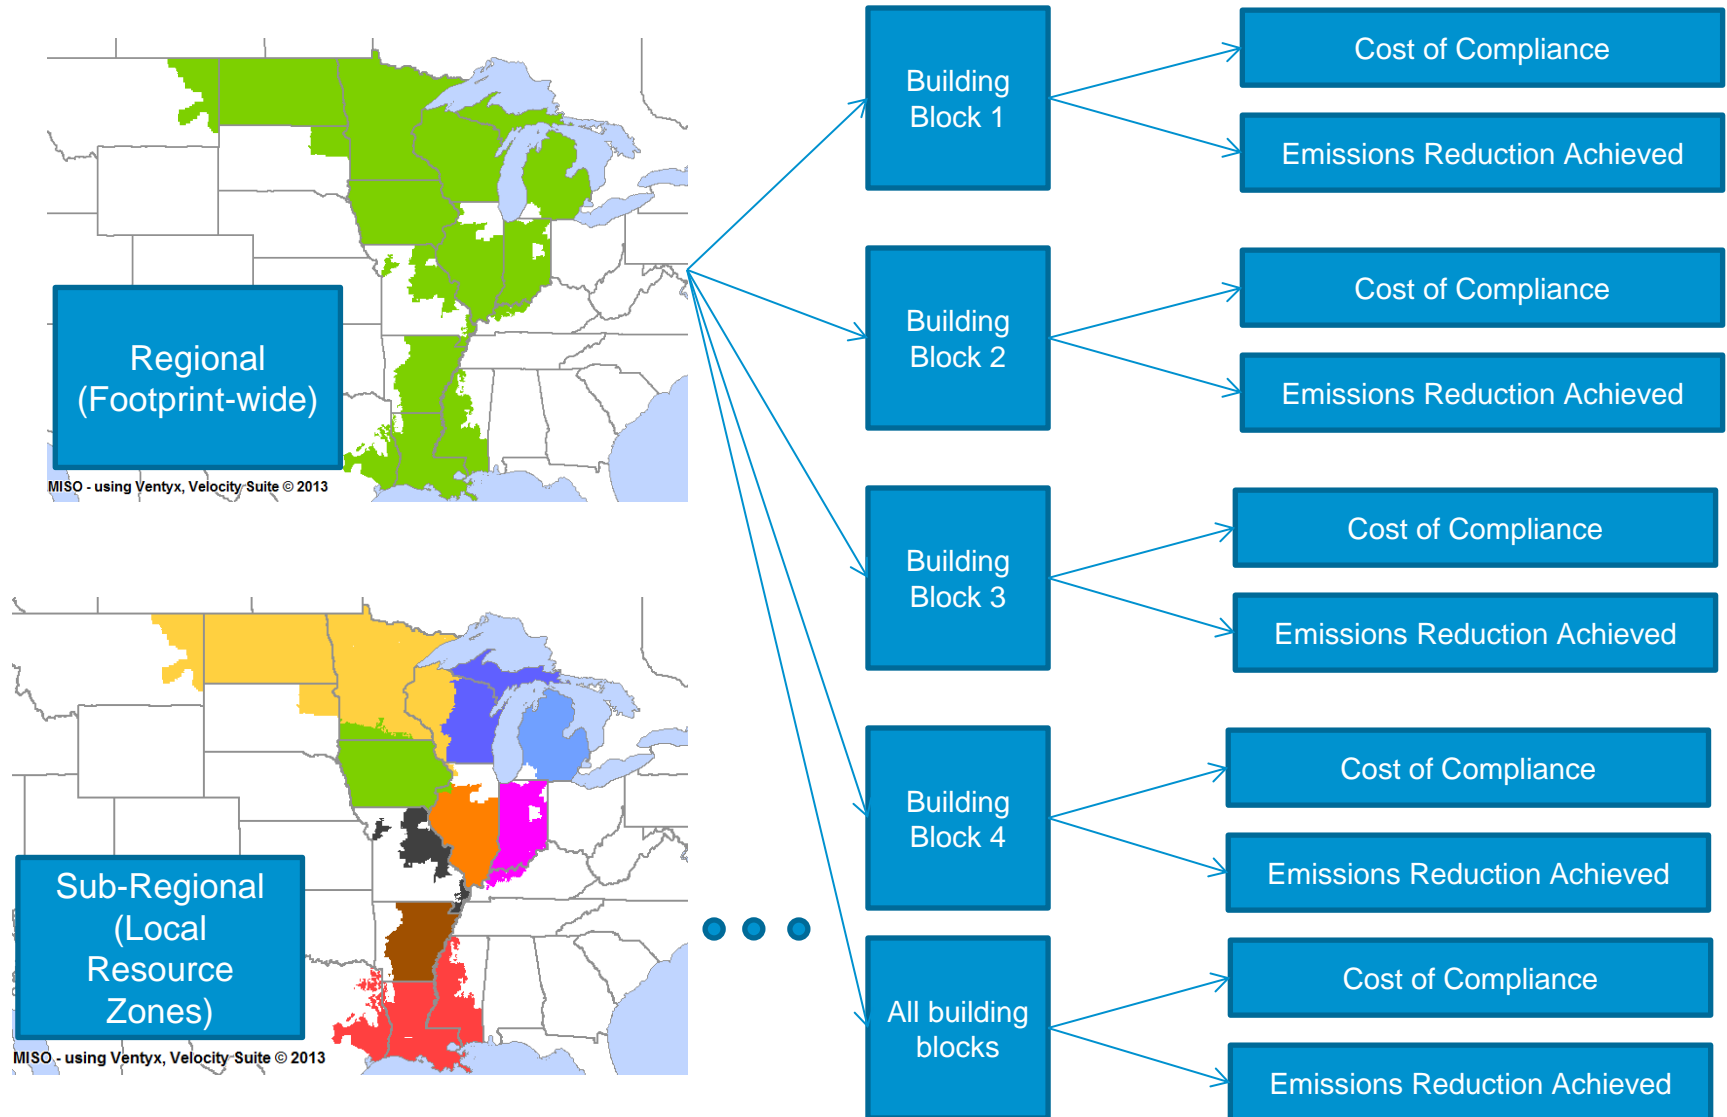 Regional
(Footprint-wide)
MISO - using Ventyx, Velocity Suite © 2013
Sub-Regional
(Local
Resource
Zones)
MISO - using Ventyx, Velocity Suite © 2013
Building
Block 1
Cost of Compliance
Emissions Reduction Achieved
Building
Block 2
Cost of Compliance
Emissions Reduction Achieved
Building
Block 3
Cost of Compliance
Emissions Reduction Achieved
Building
Block 4
Cost of Compliance
Emissions Reduction Achieved
All building
blocks
Cost of Compliance
Emissions Reduction Achieved